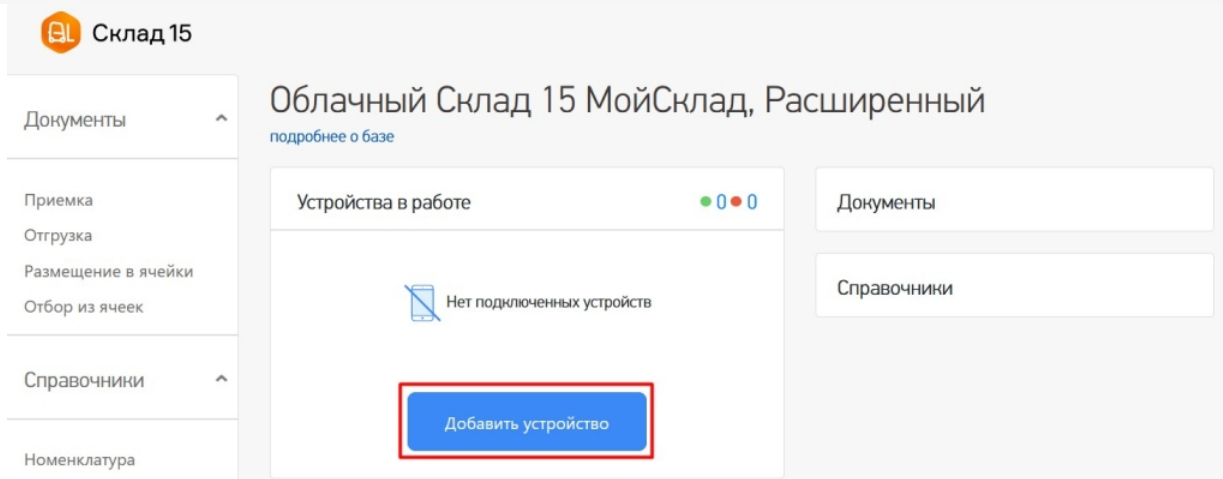 Склад 15
Документы
Приемка
Отгрузка
Размещение в ячейки
Отбор из ячеек
Справочники
Номенклатура
Облачный Склад 15 МойСклад, Расширенный
подробнее о базе
Устройства в работе 0 0
Нет подключенных устройств
Добавить устройство
Документы
Справочники